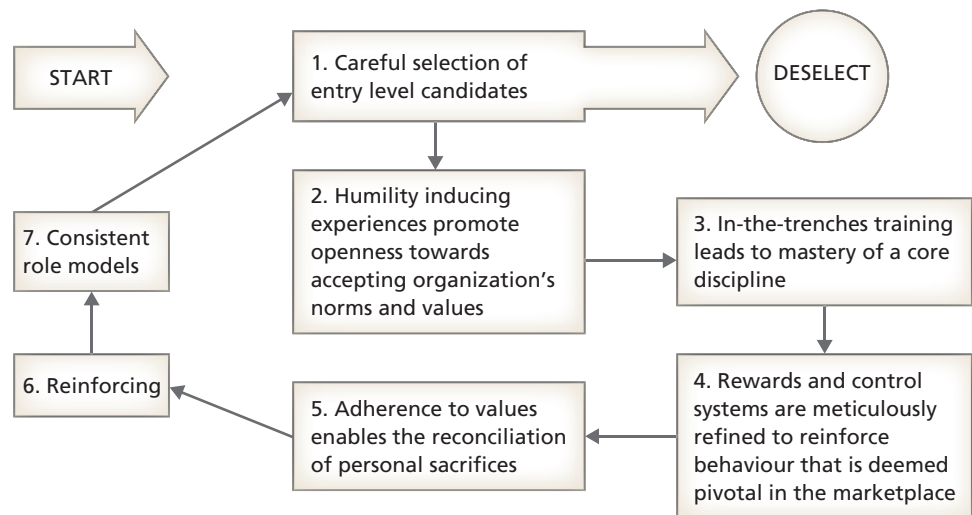 START
1. Careful selection of
entry level candidates
DESELECT
2. Humility inducing
experiences promote
openness towards
accepting organization’s
norms and values
3. In-the-trenches training
leads to mastery of a core
discipline
4. Rewards and control
systems are meticulously
refined to reinforce
behaviour that is deemed
pivotal in the marketplace
5. Adherence to values
enables the reconciliation
of personal sacrifices
6. Reinforcing
7. Consistent
role models